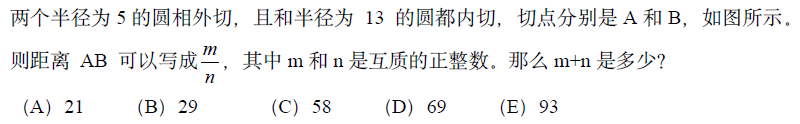 两个半径为 5 的圆相外切，且和半径为 13 的圆都内切，切点分别是 A 和 B，如图所示。
则距离 AB 可以写成 m/n，其中 m 和 n 是互质的正整数。那么 m+n 是多少?
（A）21 （B）29 （C）58 （D）69 （E）93